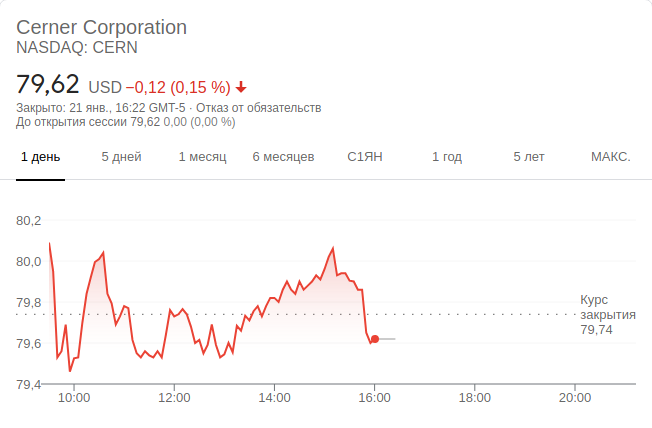 Cerner Corporation
NASDAQ: CERN
79,62 USD −0,12 (0,15 %)
Закрыто: 21 янв., 16:22 GMT-5 · Отказ от обязательств
До открытия сессии 79,62 0,00 (0,00 %)
1 день 5 дней 1 месяц 6 месяцев С1ЯН 1 год 5 лет МАКС.
80,2
80,0
79,8
79,6
79,4
Курс
закрытия
79,74
10:00 12:00 14:00 16:00 18:00 20:00